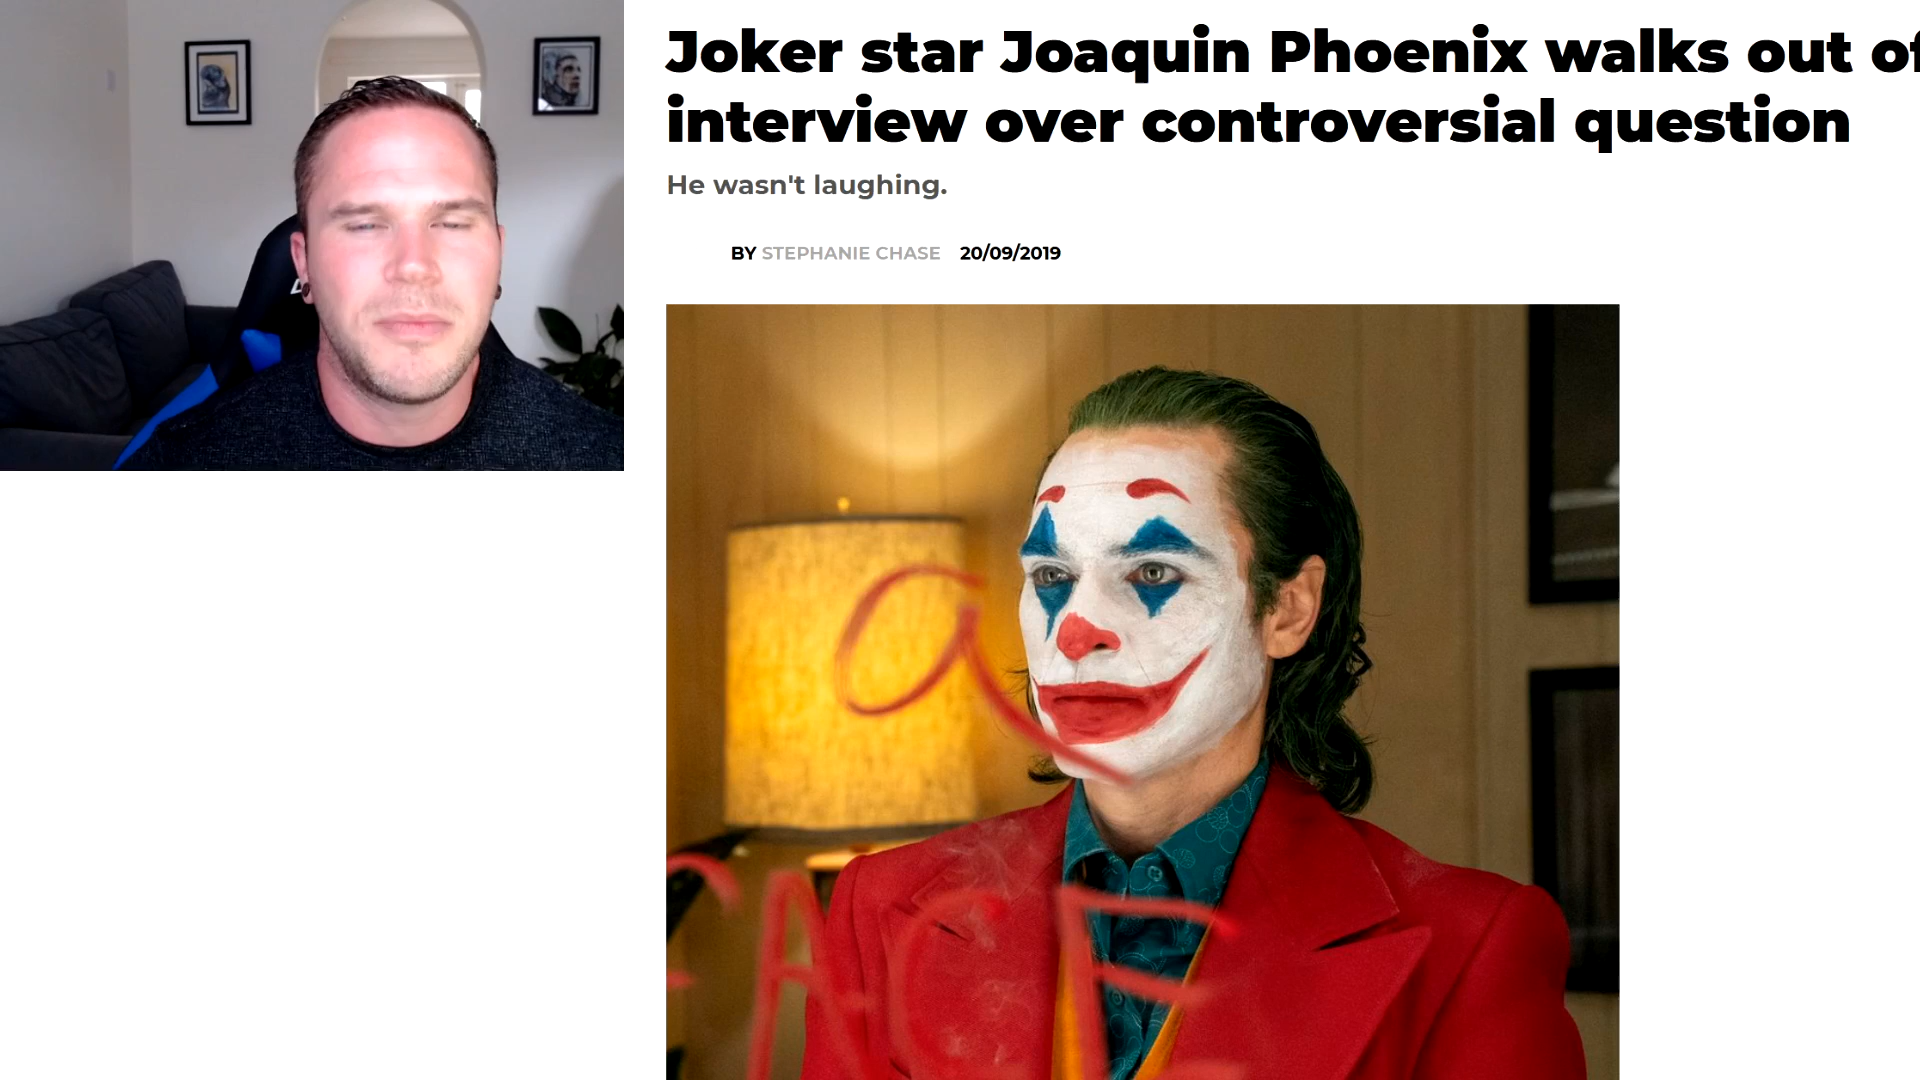 Joker star Joaquin Phoenix walks out of
interview over controversial question
He wasn't laughing.
BY STEPHANIE CHASE 20/09/2019
a
ACE